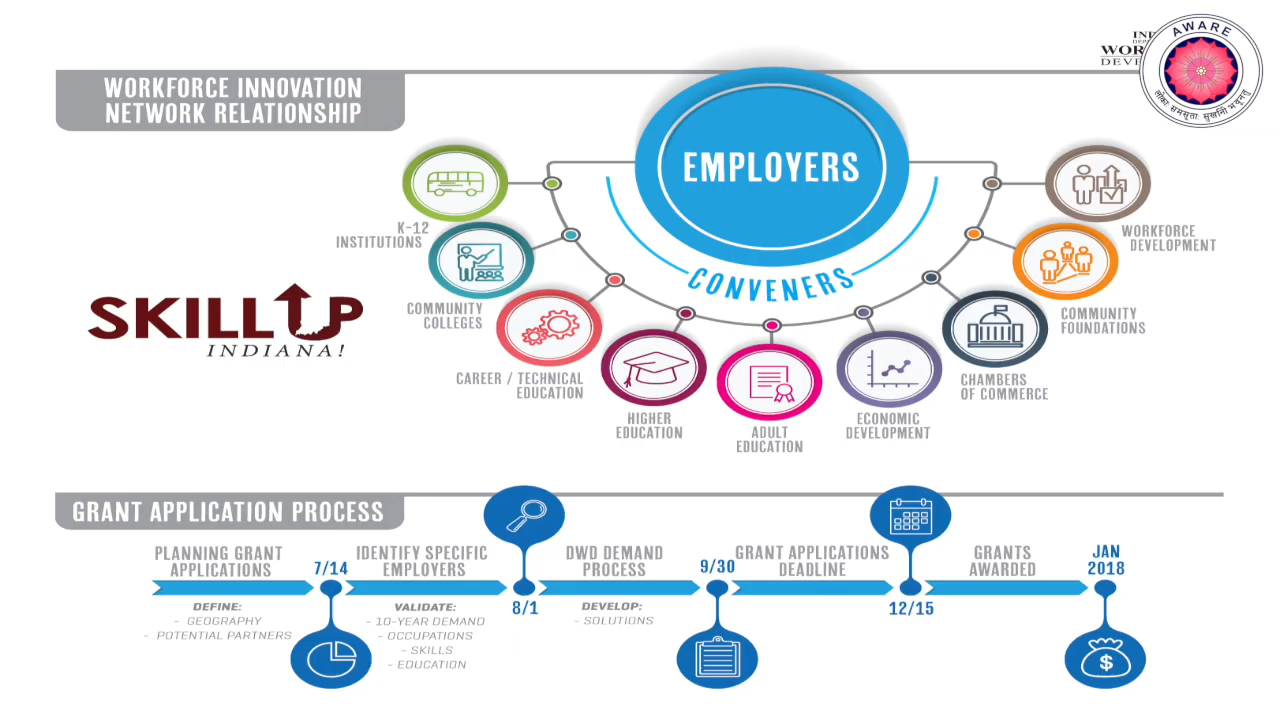 AWARE
लोकाः समस्ताः सुखिनो भवन्तु
WORKFORCE INNOVATION
NETWORK RELATIONSHIP
EMPLOYERS
CONVENERS
K-12
INSTITUTIONS
COMMUNITY
COLLEGES
CAREER / TECHNICAL
EDUCATION
HIGHER
EDUCATION
ADULT
EDUCATION
ECONOMIC
DEVELOPMENT
CHAMBERS
OF COMMERCE
COMMUNITY
FOUNDATIONS
WORKFORCE
DEVELOPMENT
SKILLUP
INDIANA!
GRANT APPLICATION PROCESS
PLANNING GRANT
APPLICATIONS
DEFINE:
- GEOGRAPHY
- POTENTIAL PARTNERS
7/14
IDENTIFY SPECIFIC
EMPLOYERS
VALIDATE:
- 10-YEAR DEMAND
- OCCUPATIONS
- SKILLS
- EDUCATION
8/1
DWD DEMAND
PROCESS
DEVELOP:
- SOLUTIONS
9/30
GRANT APPLICATIONS
DEADLINE
12/15
GRANTS
AWARDED
JAN
2018
$